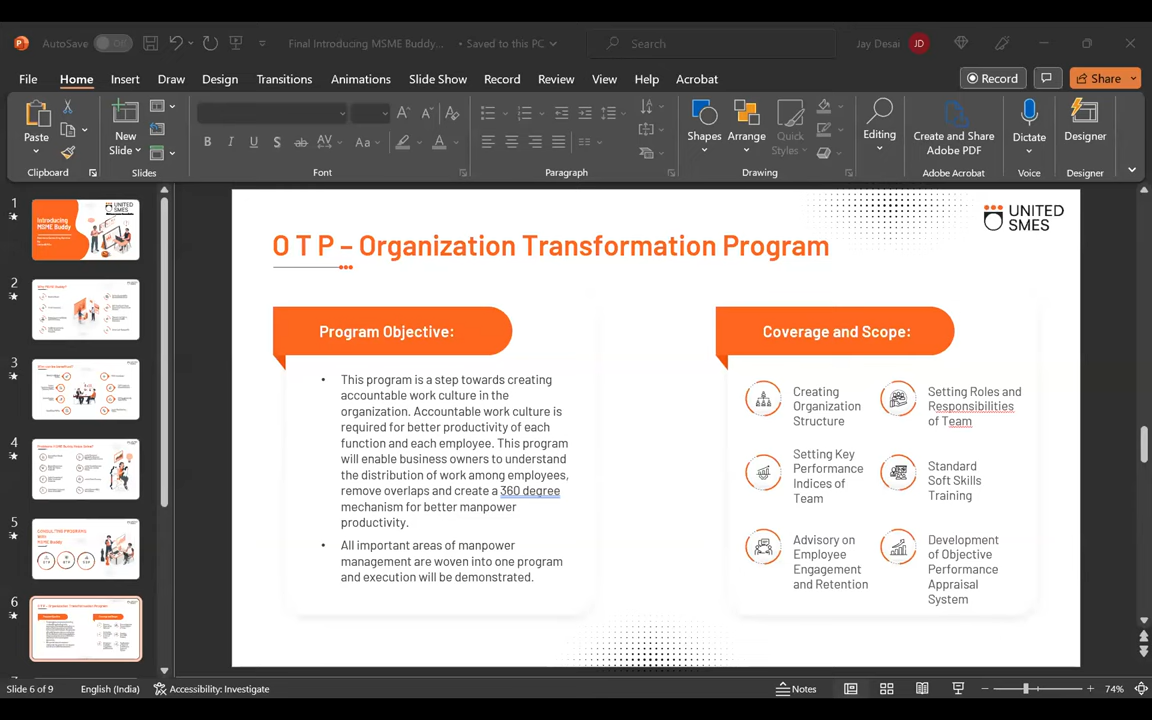 AutoSave
Off
Final Introducing MSME Buddy... • Saved to this PC
Search
Jay Desai
JD
File
Home
Insert
Draw
Design
Transitions
Animations
Slide Show
Record
Review
View
Help
Acrobat
Record
Share
Paste
New
Slide
Shapes
Arrange
Quick
Styles
Editing
Create and Share
Adobe PDF
Dictate
Designer
Clipboard
Slides
Font
Paragraph
Drawing
Adobe Acrobat
Voice
Designer
1
Introducing
MSME Buddy
UNITED
SMES
2
3
4
5
6
7
UNITED
SMES
O T P – Organization Transformation Program
Program Objective:
• This program is a step towards creating
accountable work culture in the
organization. Accountable work culture is
required for better productivity of each
function and each employee. This program
will enable business owners to understand
the distribution of work among employees,
remove overlaps and create a 360 degree
mechanism for better manpower
productivity.
• All important areas of manpower
management are woven into one program
and execution will be demonstrated.
Coverage and Scope:
Creating
Organization
Structure
Setting Roles and
Responsibilities
of Team
Setting Key
Performance
Indices of
Team
Standard
Soft Skills
Training
Advisory on
Employee
Engagement
and Retention
Development
of Objective
Performance
Appraisal
System
Slide 6 of 9
English (India)
Accessibility: Investigate
Notes
74%